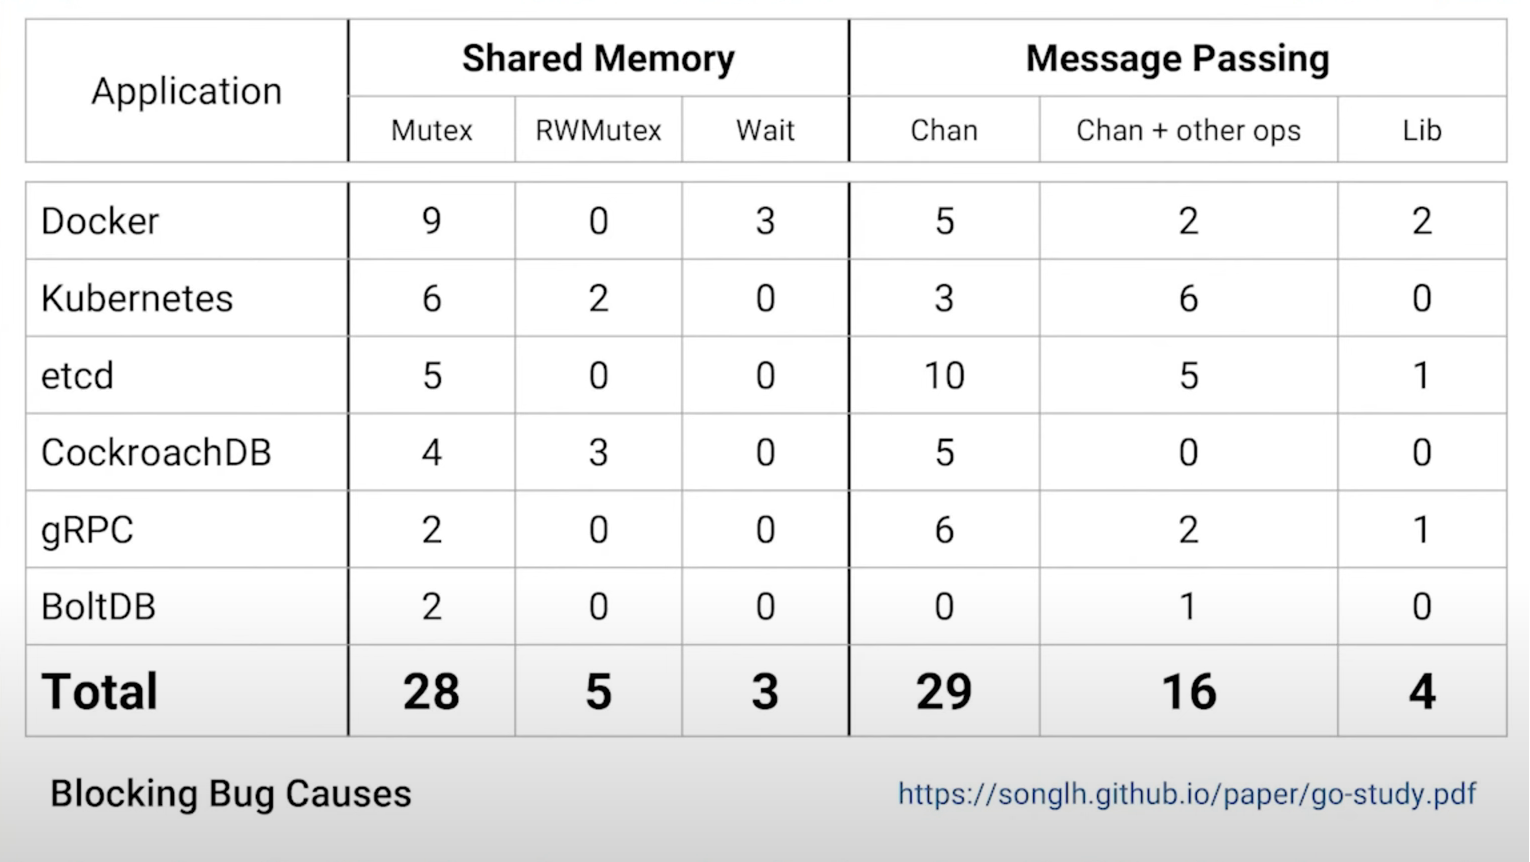 Application Shared Memory Message Passing
Mutex RWMutex Wait Chan Chan + other ops Lib
Docker 9 0 3 5 2 2
Kubernetes 6 2 0 3 6 0
etcd 5 0 0 10 5 1
CockroachDB 4 3 0 5 0 0
gRPC 2 0 0 6 2 1
BoltDB 2 0 0 0 1 0
Total 28 5 3 29 16 4
Blocking Bug Causes https://songlh.github.io/paper/go-study.pdf